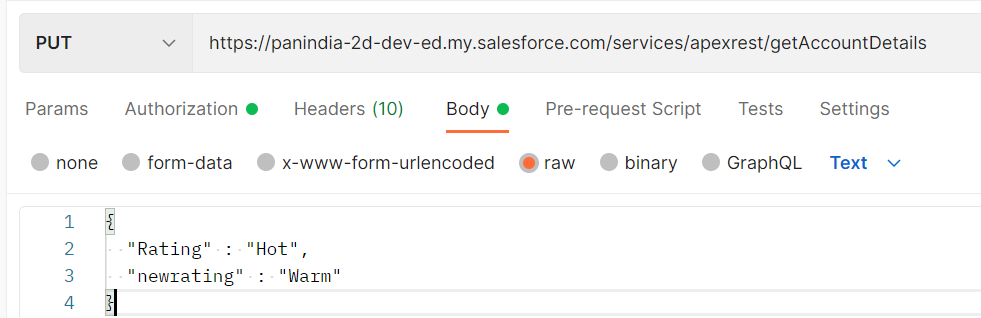 PUT https://panindia-2d-dev-ed.my.salesforce.com/services/apexrest/getAccountDetails
Params Authorization Headers (10) Body Pre-request Script Tests Settings
none form-data x-www-form-urlencoded raw binary GraphQL Text
1 {
2 "Rating" : "Hot",
3 "newrating" : "Warm"
4 }